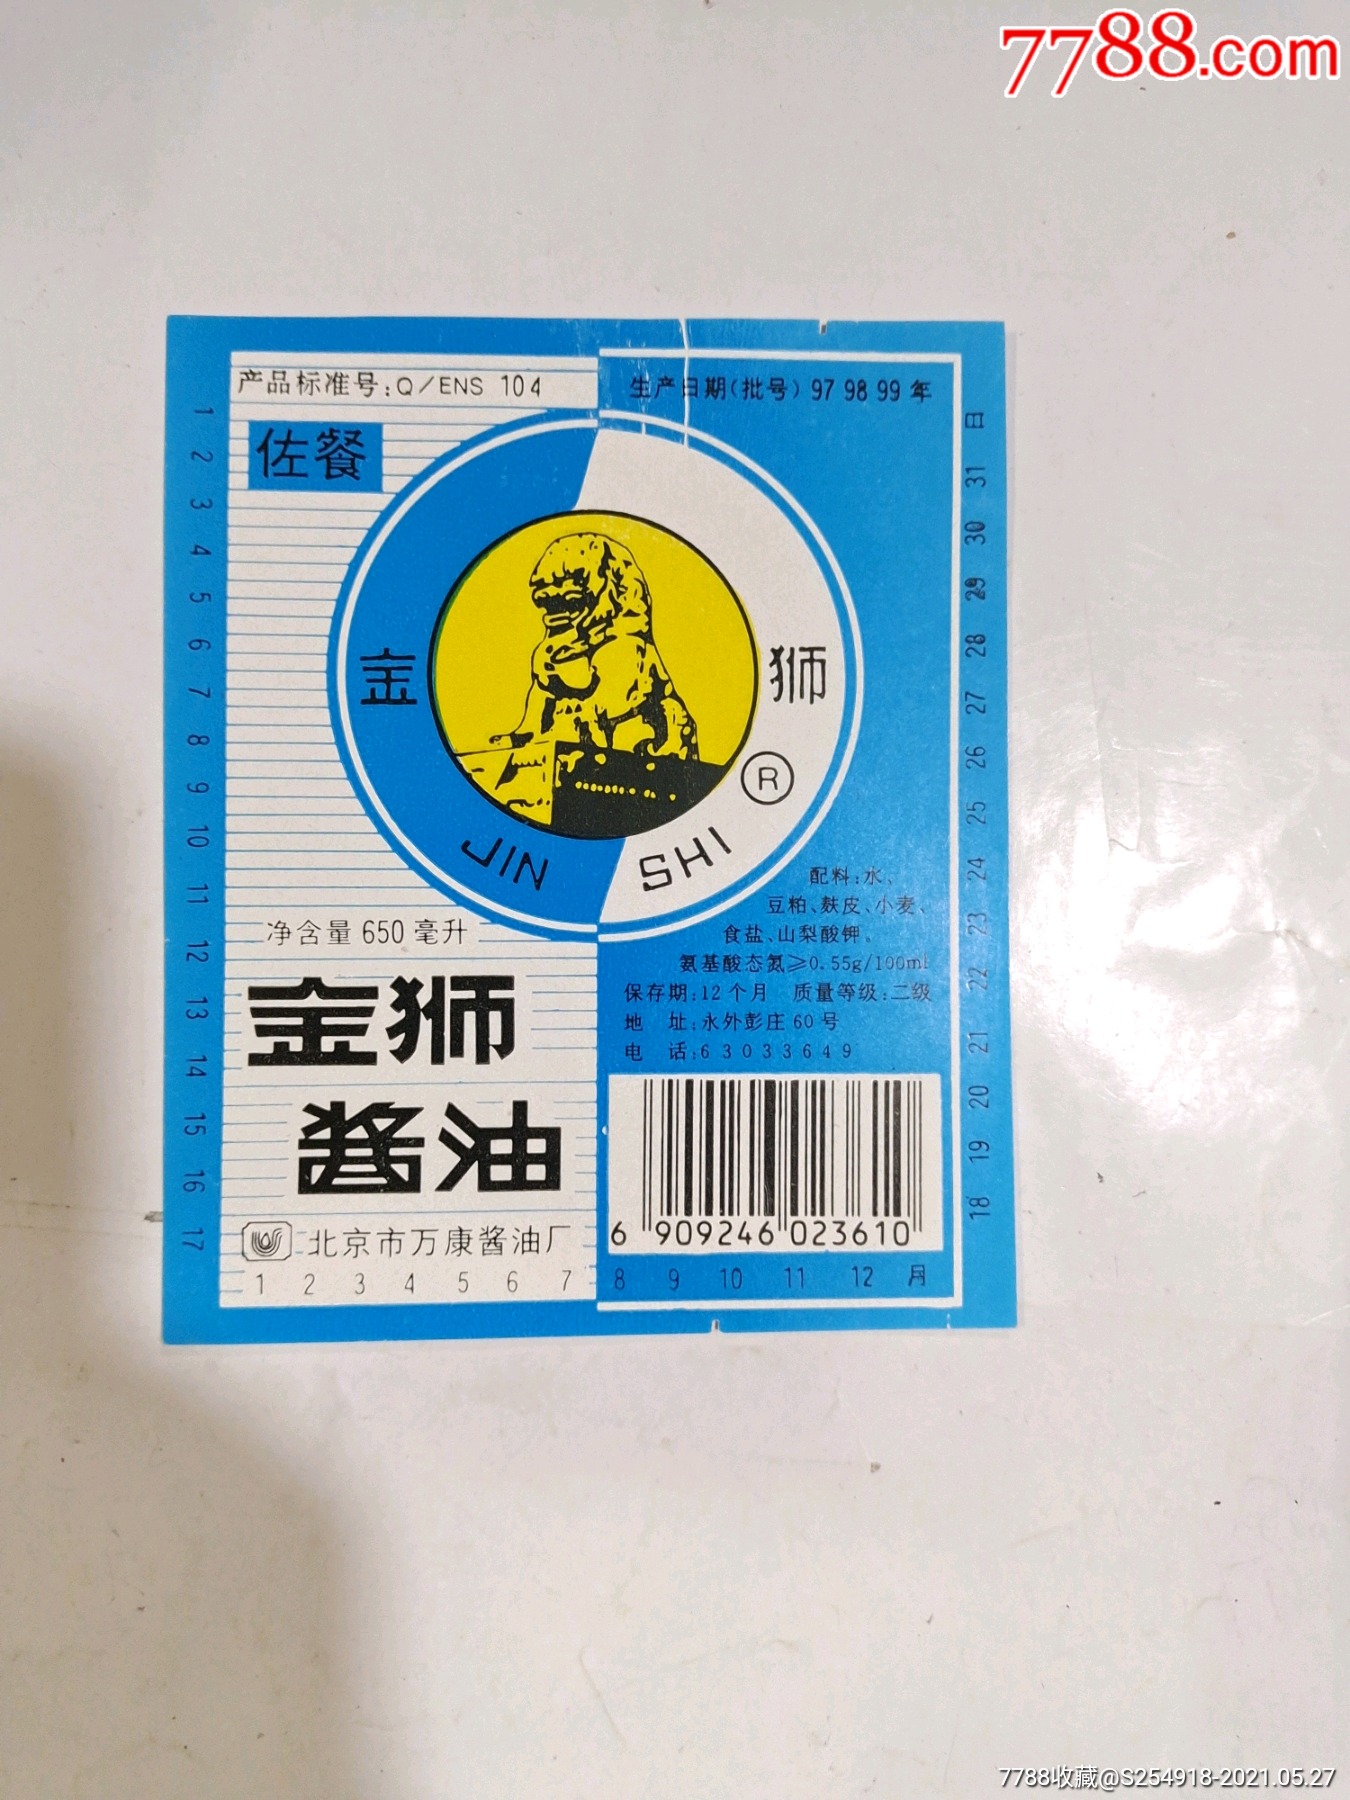 7788.com
产品标准号:Q/ENS 104
生产日期(批号) 97 98 99 年
佐餐
金 狮
R
JIN SHI
净含量 650 毫升
金狮
酱油
北京市万康酱油厂
配料:水、
豆粕、麸皮、小麦、
食盐、山梨酸钾。
氨基酸态氮≥0.55g/100ml
保存期:12个月 质量等级:二级
地 址:永外彭庄60号
电 话:63033649
6 909246 023610
1 2 3 4 5 6 7 8 9 10 11 12 月
1 2 3 4 5 6 7 8 9 10 11 12 13 14 15 16 17
18 19 20 21 22 23 24 25 26 27 28 29 30 31 日
7788收藏@S254918-2021.05.27